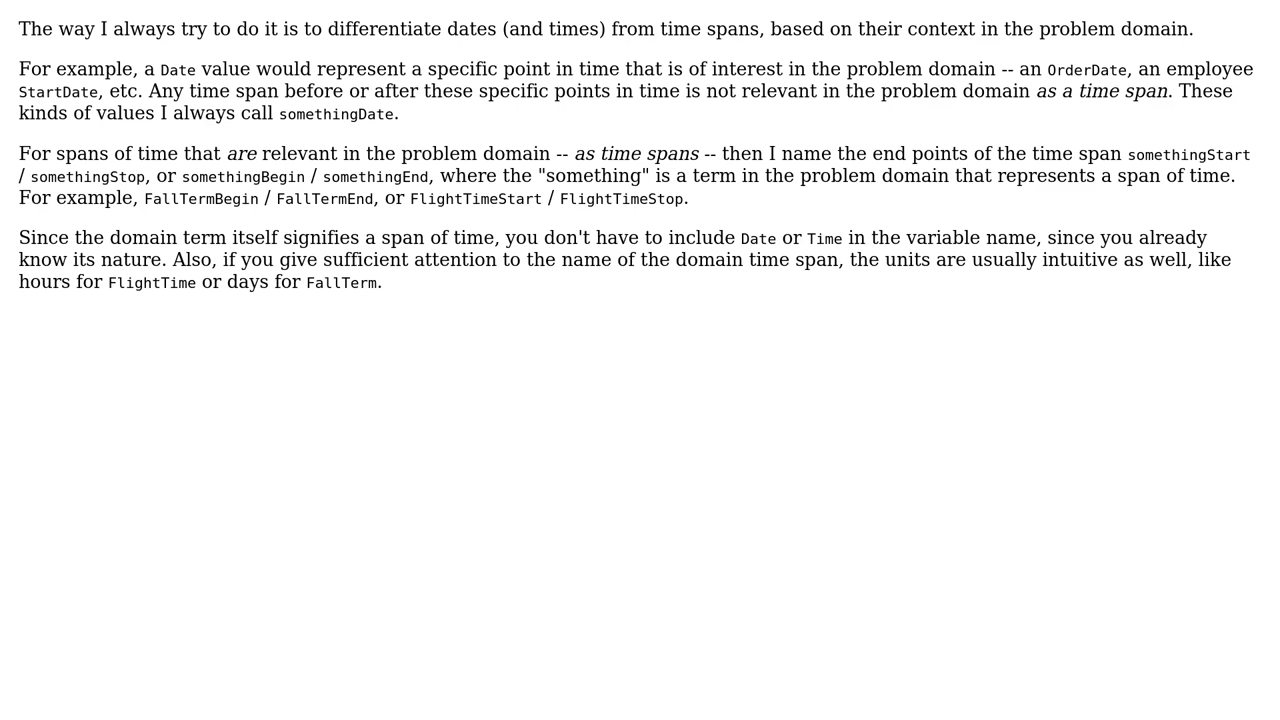 The way I always try to do it is to differentiate dates (and times) from time spans, based on their context in the problem domain.
For example, a Date value would represent a specific point in time that is of interest in the problem domain -- an OrderDate, an employee
StartDate, etc. Any time span before or after these specific points in time is not relevant in the problem domain as a time span. These
kinds of values I always call somethingDate.
For spans of time that are relevant in the problem domain -- as time spans -- then I name the end points of the time span somethingStart
/ somethingStop, or somethingBegin / somethingEnd, where the "something" is a term in the problem domain that represents a span of time.
For example, FallTermBegin / FallTermEnd, or FlightTimeStart / FlightTimeStop.
Since the domain term itself signifies a span of time, you don't have to include Date or Time in the variable name, since you already
know its nature. Also, if you give sufficient attention to the name of the domain time span, the units are usually intuitive as well, like
hours for FlightTime or days for FallTerm.